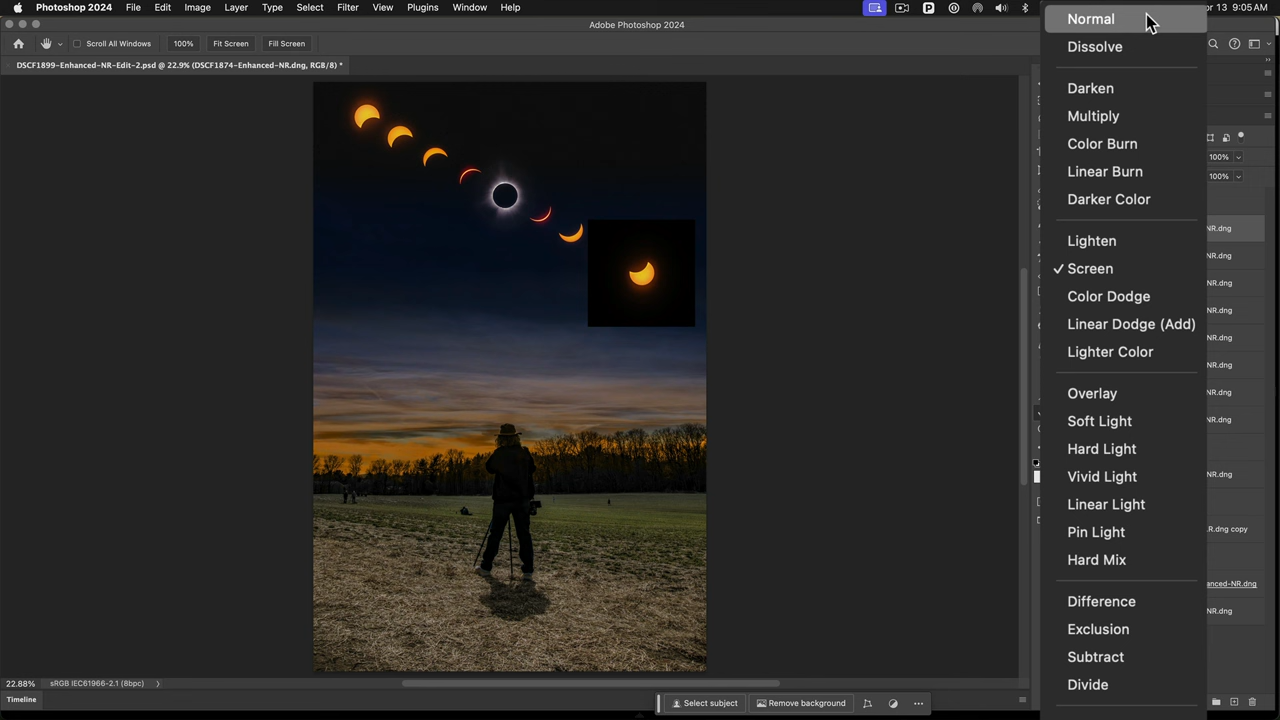 Photoshop 2024 File Edit Image Layer Type Select Filter View Plugins Window Help
r 13 9:05 AM
Adobe Photoshop 2024
Scroll All Windows 100% Fit Screen Fill Screen
DSCF1899-Enhanced-NR-Edit-2.psd @ 22.9% (DSCF1874-Enhanced-NR.dng, RGB/8) *
Normal
Dissolve
Darken
Multiply
Color Burn
Linear Burn
Darker Color
Lighten
✓ Screen
Color Dodge
Linear Dodge (Add)
Lighter Color
Overlay
Soft Light
Hard Light
Vivid Light
Linear Light
Pin Light
Hard Mix
Difference
Exclusion
Subtract
Divide
100%
100%
NR.dng
NR.dng
NR.dng
NR.dng
NR.dng
NR.dng
NR.dng
NR.dng
NR.dng
R.dng copy
anced-NR.dng
NR.dng
22.88% sRGB IEC61966-2.1 (8bpc)
Timeline
Select subject Remove background